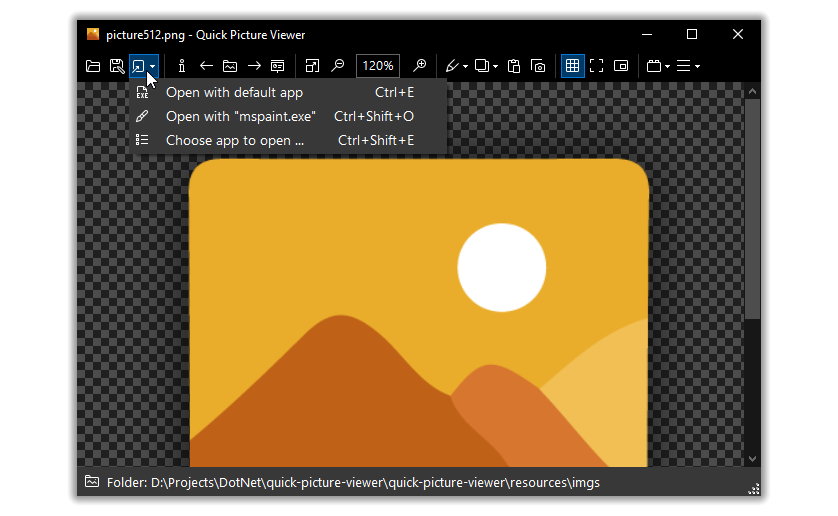 picture512.png - Quick Picture Viewer
120%
EXE
Open with default app Ctrl+E
Open with "mspaint.exe" Ctrl+Shift+O
Choose app to open ... Ctrl+Shift+E
Folder: D:\Projects\DotNet\quick-picture-viewer\quick-picture-viewer\resources\imgs